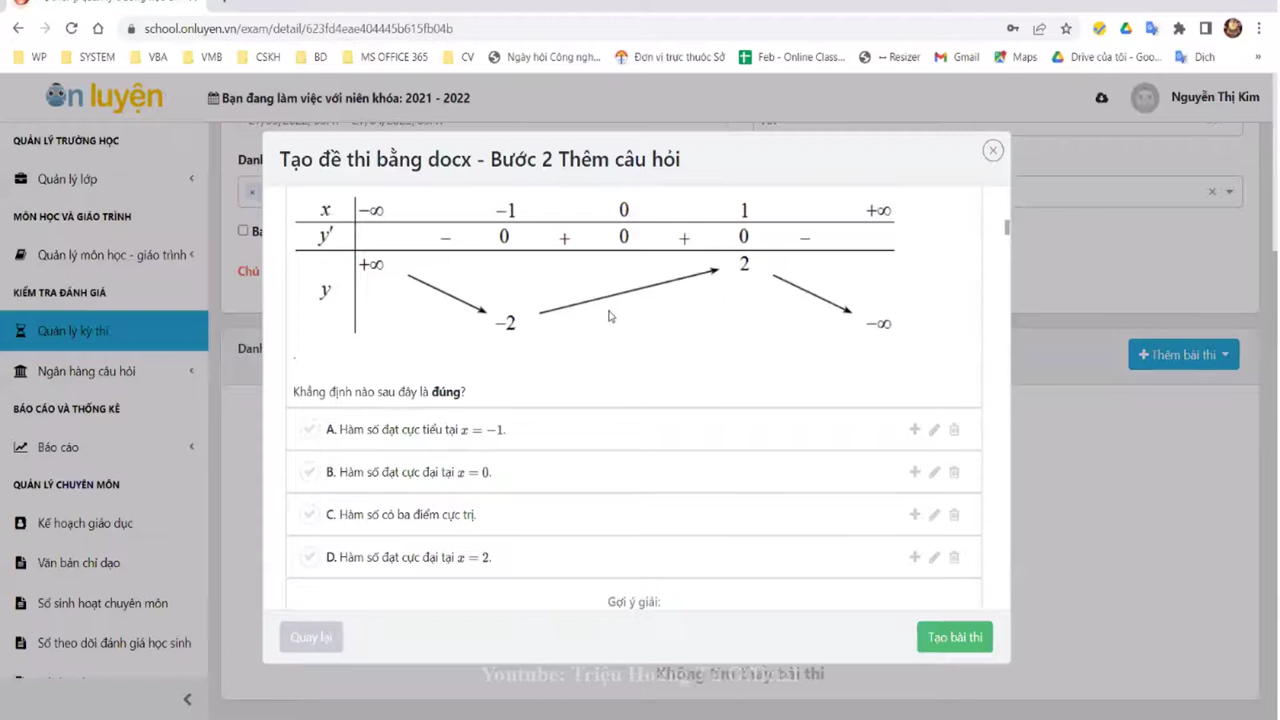 school.onluyen.vn/exam/detail/623fd4eae404445b615fb04b
WP SYSTEM VBA VMB CSKH BD MS OFFICE 365 CV Ngày hội Công ngh... Đơn vị trực thuộc Sở Feb - Online Class... -- Resizer Gmail Maps Drive của tôi - Goo... Dịch »
On luyện
Bạn đang làm việc với niên khóa: 2021 - 2022
Nguyễn Thị Kim
QUẢN LÝ TRƯỜNG HỌC
Quản lý lớp
MÔN HỌC VÀ GIÁO TRÌNH
Quản lý môn học - giáo trình
KIỂM TRA ĐÁNH GIÁ
Quản lý kỳ thi
Ngân hàng câu hỏi
BÁO CÁO VÀ THỐNG KÊ
Báo cáo
QUẢN LÝ CHUYÊN MÔN
Kế hoạch giáo dục
Văn bản chỉ đạo
Sổ sinh hoạt chuyên môn
Sổ theo dõi đánh giá học sinh
Danh
Chú
Danh
Thêm bài thi
Tạo đề thi bằng docx - Bước 2 Thêm câu hỏi
x −∞ −1 0 1 +∞
y' − 0 + 0 + 0 −
+∞ 2
y
−2 −∞
.
Khẳng định nào sau đây là đúng?
A. Hàm số đạt cực tiểu tại x = −1.
B. Hàm số đạt cực đại tại x = 0.
C. Hàm số có ba điểm cực trị.
D. Hàm số đạt cực đại tại x = 2.
Gợi ý giải:
Quay lại
Tạo bài thi
Không tìm thấy bài thi
Youtube: Triệu